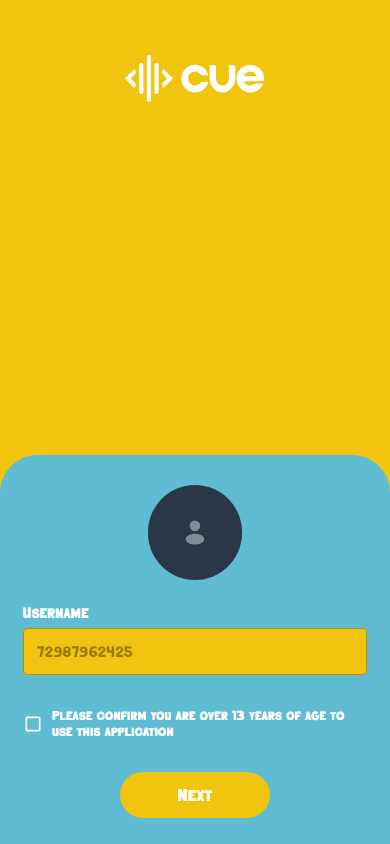 cue
Username
72987962425
Please confirm you are over 13 years of age to
use this application
Next